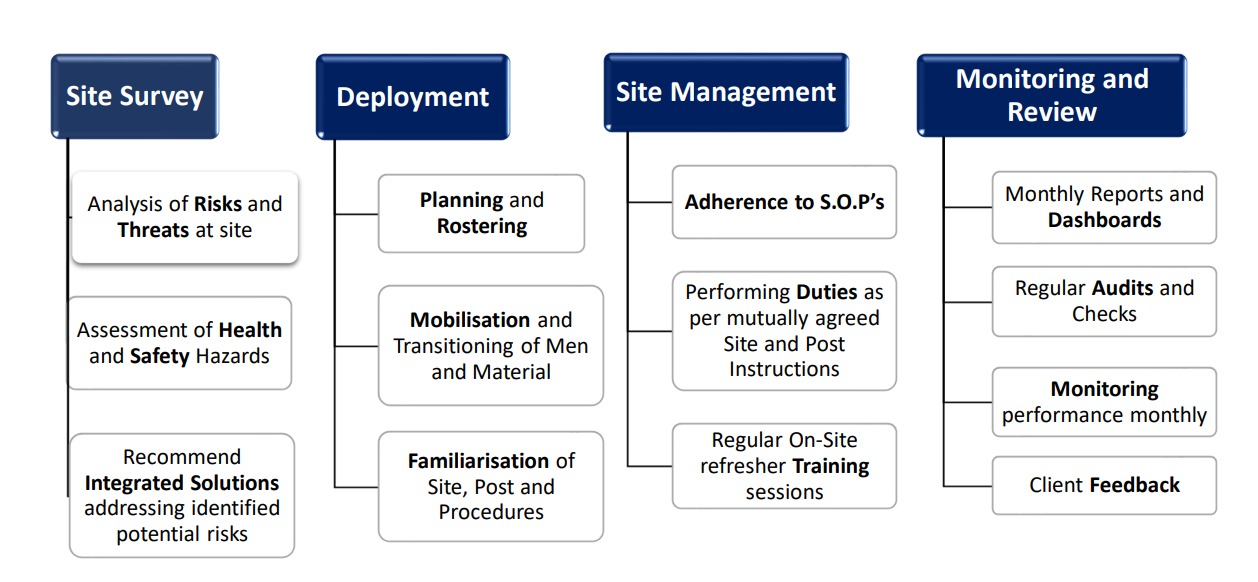 Site Survey
Analysis of Risks and
Threats at site
Assessment of Health
and Safety Hazards
Recommend
Integrated Solutions
addressing identified
potential risks
Deployment
Planning and
Rostering
Mobilisation and
Transitioning of Men
and Material
Familiarisation of
Site, Post and
Procedures
Site Management
Adherence to S.O.P's
Performing Duties as
per mutually agreed
Site and Post
Instructions
Regular On-Site
refresher Training
sessions
Monitoring and
Review
Monthly Reports and
Dashboards
Regular Audits and
Checks
Monitoring
performance monthly
Client Feedback